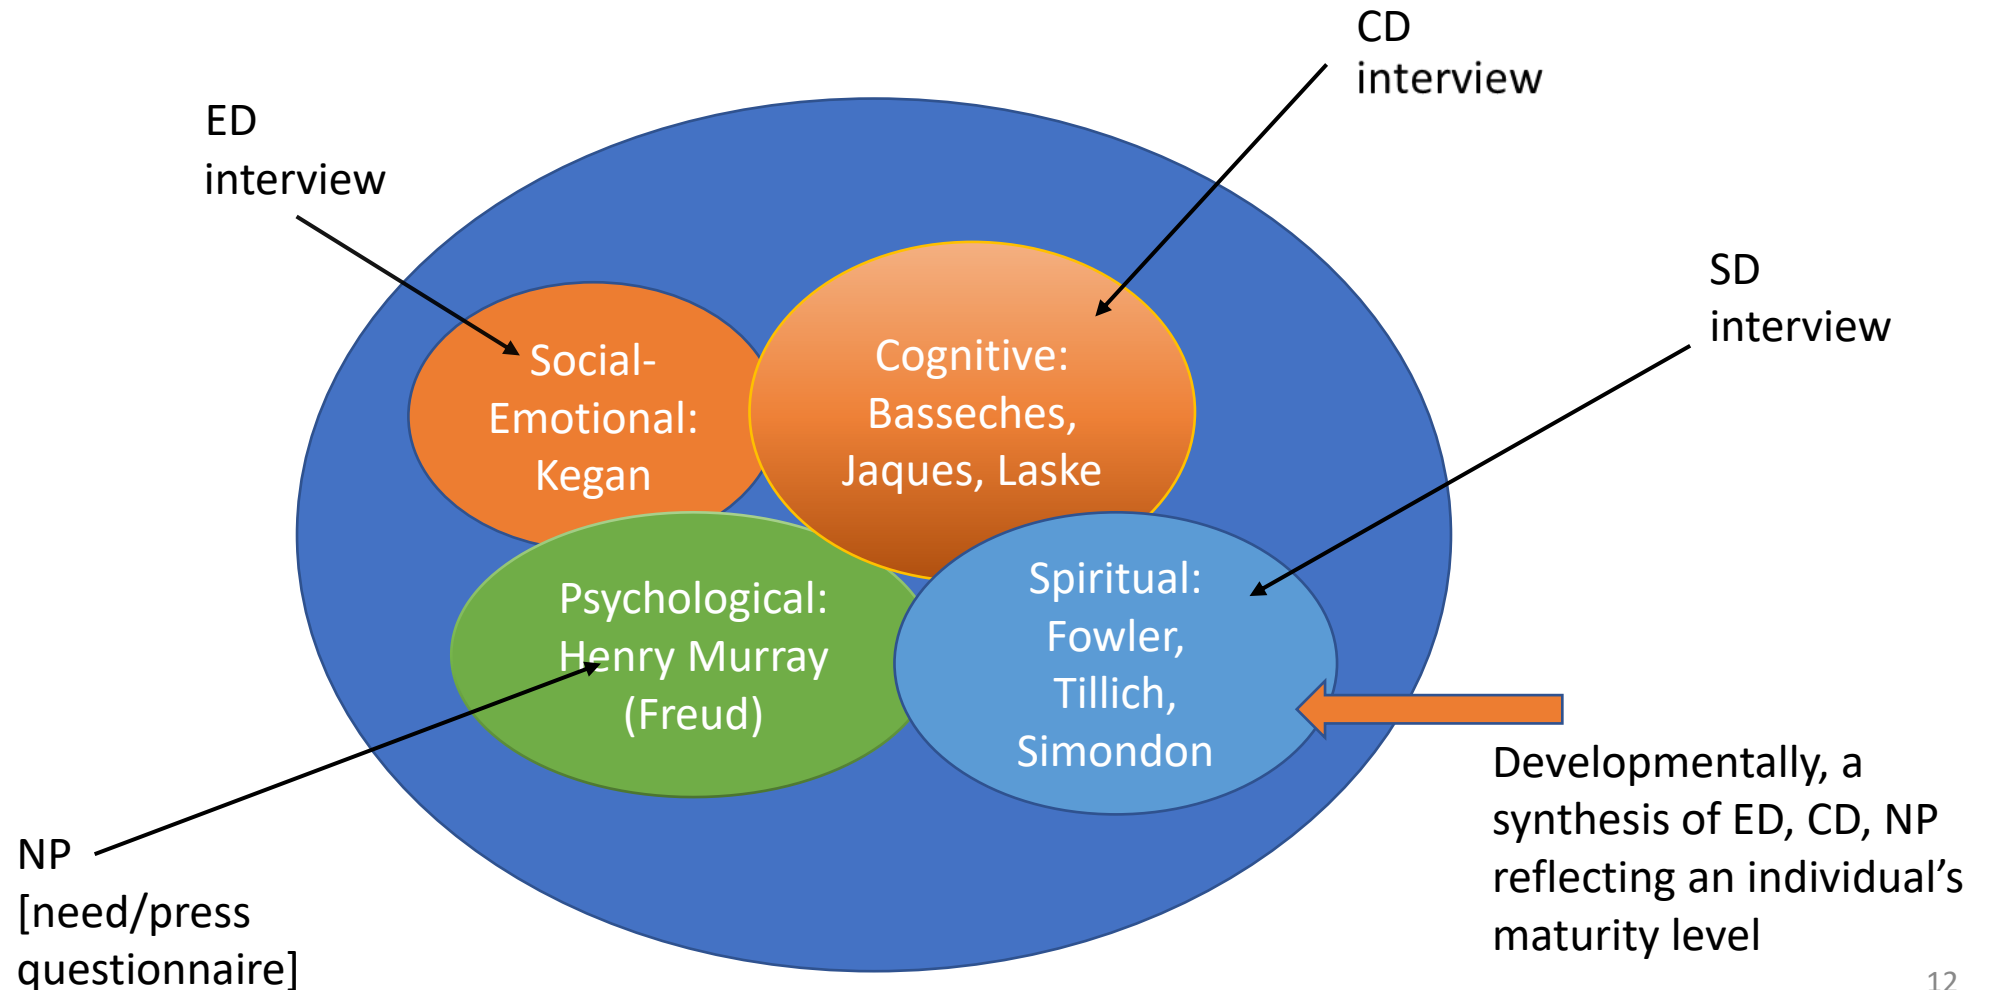 CD
interview
ED
interview
SD
interview
Social-
Emotional:
Kegan
Cognitive:
Basseches,
Jaques, Laske
Psychological:
Henry Murray
(Freud)
Spiritual:
Fowler,
Tillich,
Simondon
NP
[need/press
questionnaire]
Developmentally, a
synthesis of ED, CD, NP
reflecting an individual’s
maturity level
12